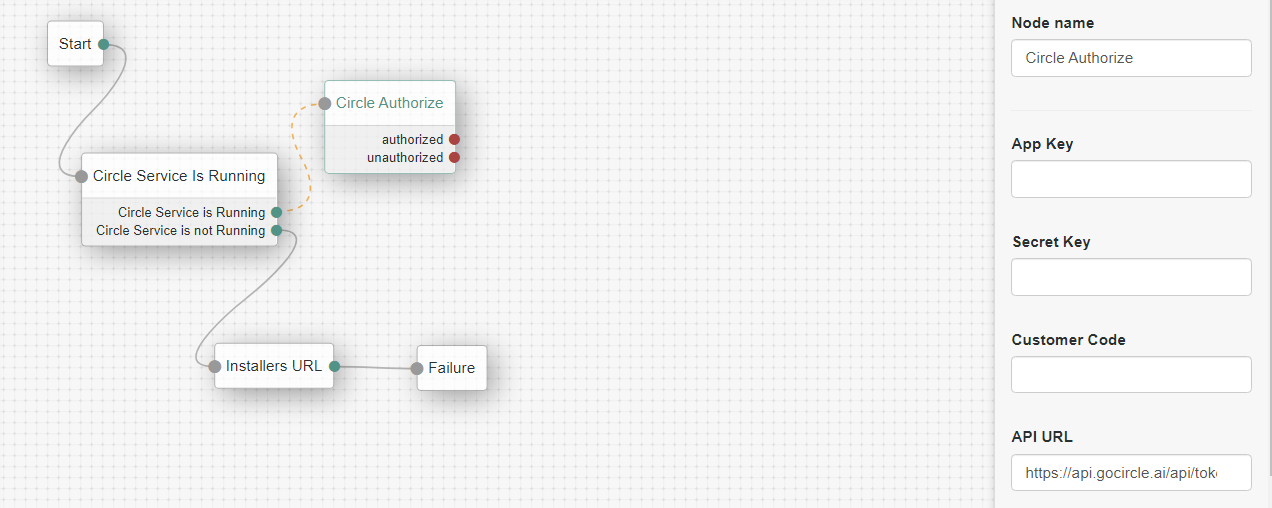 Start
Circle Authorize
authorized
unauthorized
Circle Service Is Running
Circle Service is Running
Circle Service is not Running
Installers URL
Failure
Node name
Circle Authorize
App Key
Secret Key
Customer Code
API URL
https://api.gocircle.ai/api/tok